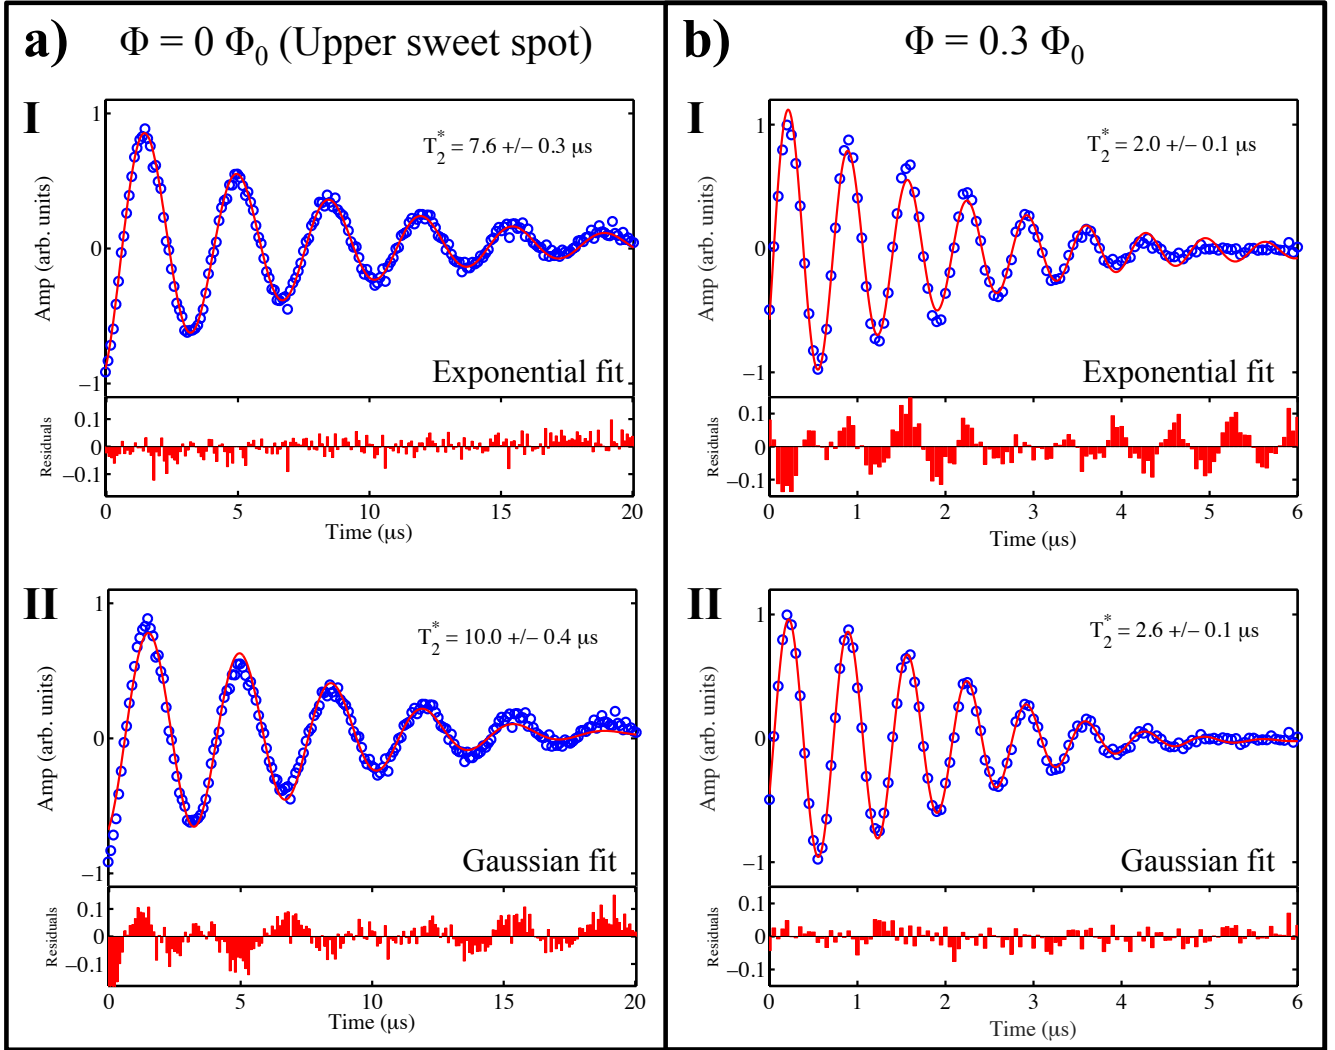 a) Φ = 0 Φ₀ (Upper sweet spot)
I
1
0
−1
Amp (arb. units)
T₂* = 7.6 +/− 0.3 μs
Exponential fit
0.1
0
−0.1
Residuals
0 5 10 15 20
Time (μs)
II
1
0
−1
Amp (arb. units)
T₂* = 10.0 +/− 0.4 μs
Gaussian fit
0.1
0
−0.1
Residuals
0 5 10 15 20
Time (μs)
b) Φ = 0.3 Φ₀
I
1
0
−1
Amp (arb. units)
T₂* = 2.0 +/− 0.1 μs
Exponential fit
0.1
0
−0.1
Residuals
0 1 2 3 4 5 6
Time (μs)
II
1
0
−1
Amp (arb. units)
T₂* = 2.6 +/− 0.1 μs
Gaussian fit
0.1
0
−0.1
Residuals
0 1 2 3 4 5 6
Time (μs)